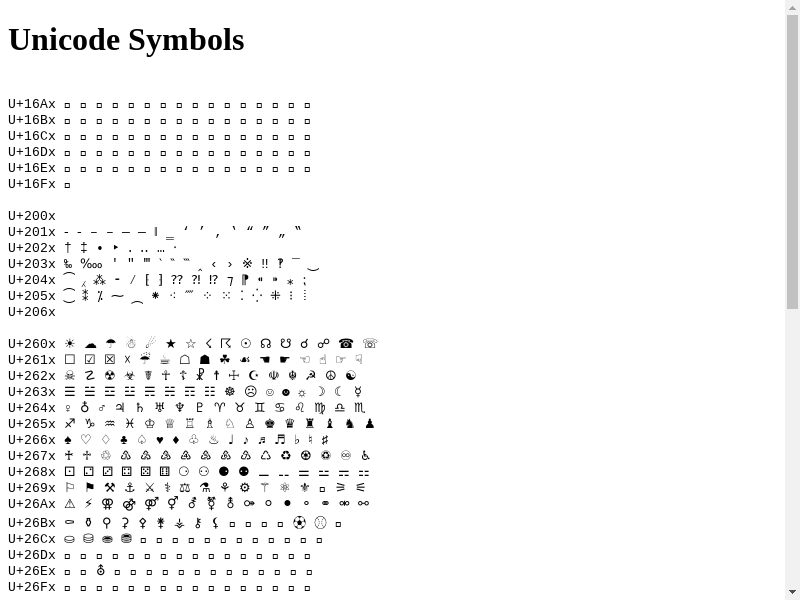 Unicode Symbols
U+16Ax
U+16Bx
U+16Cx
U+16Dx
U+16Ex
U+16Fx
U+200x
U+201x ‐ ‑ ‒ – — ― ‖ ‗ ‘ ’ ‚ ‛ “ ” „ ‟
U+202x † ‡ • ‣ ․ ‥ … ‧
U+203x ‰ ‱ ′ ″ ‴ ‵ ‶ ‷ ‸ ‹ › ※ ‼ ‽ ‾ ‿
U+204x ⁀ ⁁ ⁂ ⁃ ⁄ ⁅ ⁆ ⁇ ⁈ ⁉ ⁊ ⁋ ⁌ ⁍ ⁎ ⁏
U+205x ⁐ ⁑ ⁒ ⁓ ⁔ ⁕ ⁖ ⁗ ⁘ ⁙ ⁚ ⁛ ⁜ ⁝ ⁞
U+206x
U+260x ☀ ☁ ☂ ☃ ☄ ★ ☆ ☇ ☈ ☉ ☊ ☋ ☌ ☍ ☎ ☏
U+261x ☐ ☑ ☒ ☓ ☔ ☕ ☖ ☗ ☘ ☙ ☚ ☛ ☜ ☝ ☞ ☟
U+262x ☠ ☡ ☢ ☣ ☤ ☥ ☦ ☧ ☨ ☩ ☪ ☫ ☬ ☭ ☮ ☯
U+263x ☰ ☱ ☲ ☳ ☴ ☵ ☶ ☷ ☸ ☹ ☺ ☻ ☼ ☽ ☾ ☿
U+264x ♀ ♁ ♂ ♃ ♄ ♅ ♆ ♇ ♈ ♉ ♊ ♋ ♌ ♍ ♎ ♏
U+265x ♐ ♑ ♒ ♓ ♔ ♕ ♖ ♗ ♘ ♙ ♚ ♛ ♜ ♝ ♞ ♟
U+266x ♠ ♡ ♢ ♣ ♤ ♥ ♦ ♧ ♨ ♩ ♪ ♫ ♬ ♭ ♮ ♯
U+267x ♰ ♱ ♲ ♳ ♴ ♵ ♶ ♷ ♸ ♹ ♺ ♻ ♼ ♽ ♾ ♿
U+268x ⚀ ⚁ ⚂ ⚃ ⚄ ⚅ ⚆ ⚇ ⚈ ⚉ ⚊ ⚋ ⚌ ⚍ ⚎ ⚏
U+269x ⚐ ⚑ ⚒ ⚓ ⚔ ⚕ ⚖ ⚗ ⚘ ⚙ ⚚ ⚛ ⚜ ⚞ ⚟
U+26Ax ⚠ ⚡ ⚢ ⚣ ⚤ ⚥ ⚦ ⚧ ⚨ ⚩ ⚪ ⚫ ⚬ ⚭ ⚮ ⚯
U+26Bx ⚰ ⚱ ⚲ ⚳ ⚴ ⚵ ⚶ ⚷ ⚸ ⚽ ⚾
U+26Cx ⛀ ⛁ ⛂ ⛃
U+26Dx
U+26Ex ⛢
U+26Fx